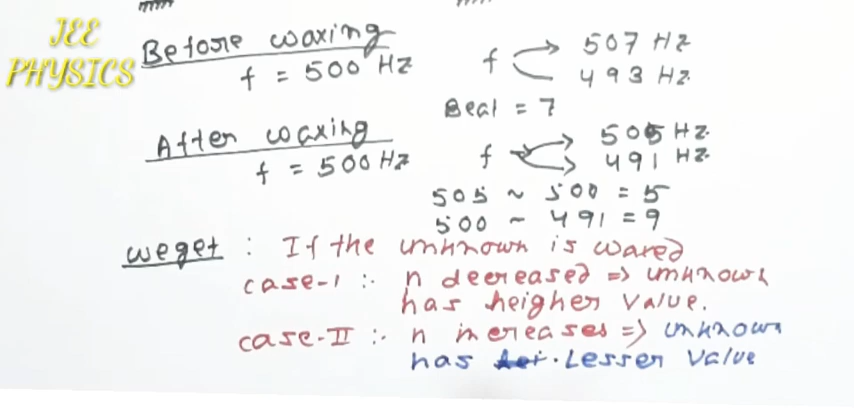 JEE
PHYSICS
Before waxing
f = 500 Hz
f 507 Hz
493 Hz
Beat = 7
After waxing
f = 500 Hz
f 505 Hz
491 Hz
505 ~ 500 = 5
500 ~ 491 = 9
weget : If the unknown is waxed
case-I :- n decreased => unknown
has heigher value.
case-II :- n increases => unknown
has Lesser value